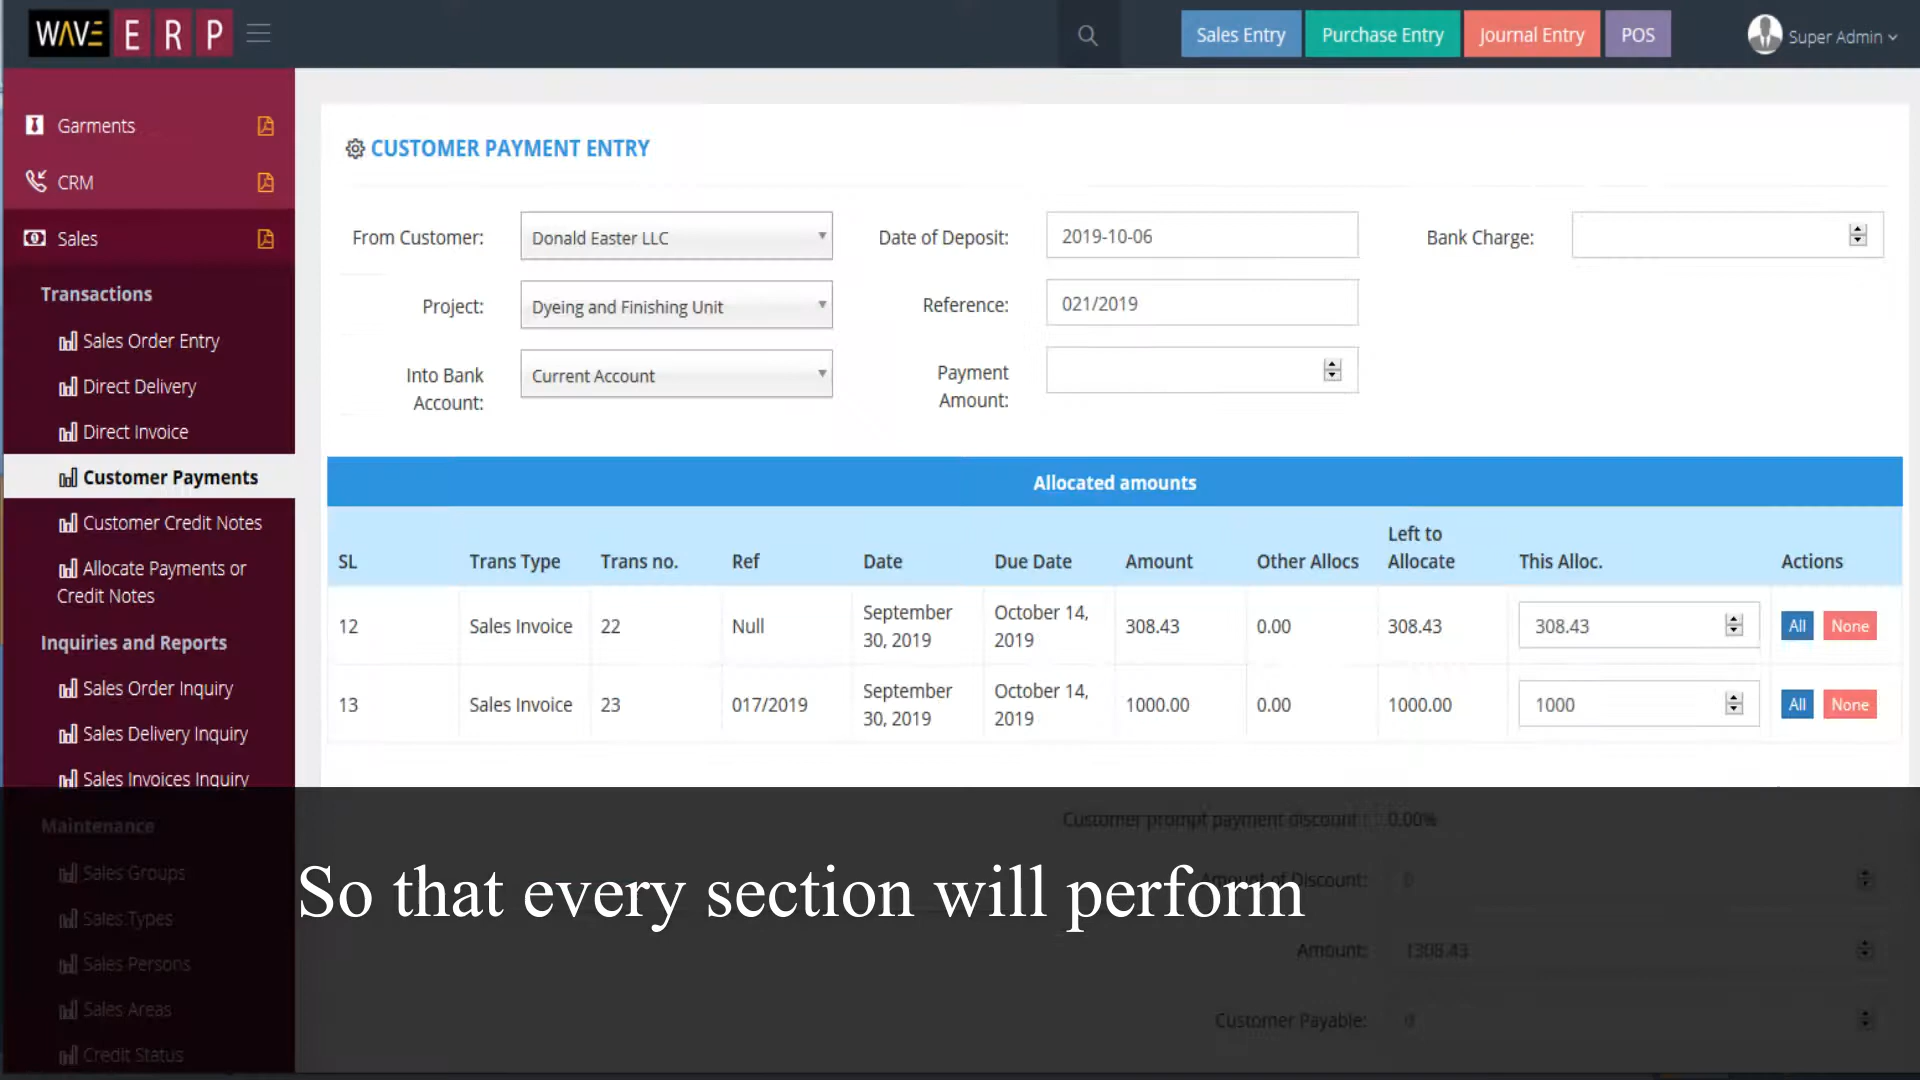 WAVE E R P
Sales Entry
Purchase Entry
Journal Entry
POS
Super Admin
Garments
CRM
Sales
Transactions
Sales Order Entry
Direct Delivery
Direct Invoice
Customer Payments
Customer Credit Notes
Allocate Payments or
Credit Notes
Inquiries and Reports
Sales Order Inquiry
Sales Delivery Inquiry
Sales Invoices Inquiry
Maintenance
Sales Groups
Sales Types
Sales Persons
Sales Areas
Credit Status
CUSTOMER PAYMENT ENTRY
From Customer: Donald Easter LLC
Date of Deposit: 2019-10-06
Bank Charge:
Project: Dyeing and Finishing Unit
Reference: 021/2019
Into Bank
Account: Current Account
Payment
Amount:
Allocated amounts
SL Trans Type Trans no. Ref Date Due Date Amount Other Allocs Left to Allocate This Alloc. Actions
12 Sales Invoice 22 Null September 30, 2019 October 14, 2019 308.43 0.00 308.43 308.43 All None
13 Sales Invoice 23 017/2019 September 30, 2019 October 14, 2019 1000.00 0.00 1000.00 1000 All None
Customer prompt payment discount : 0.00%
Amount of Discount: 0
So that every section will perform
Amount: 1308.43
Customer Payable: 0